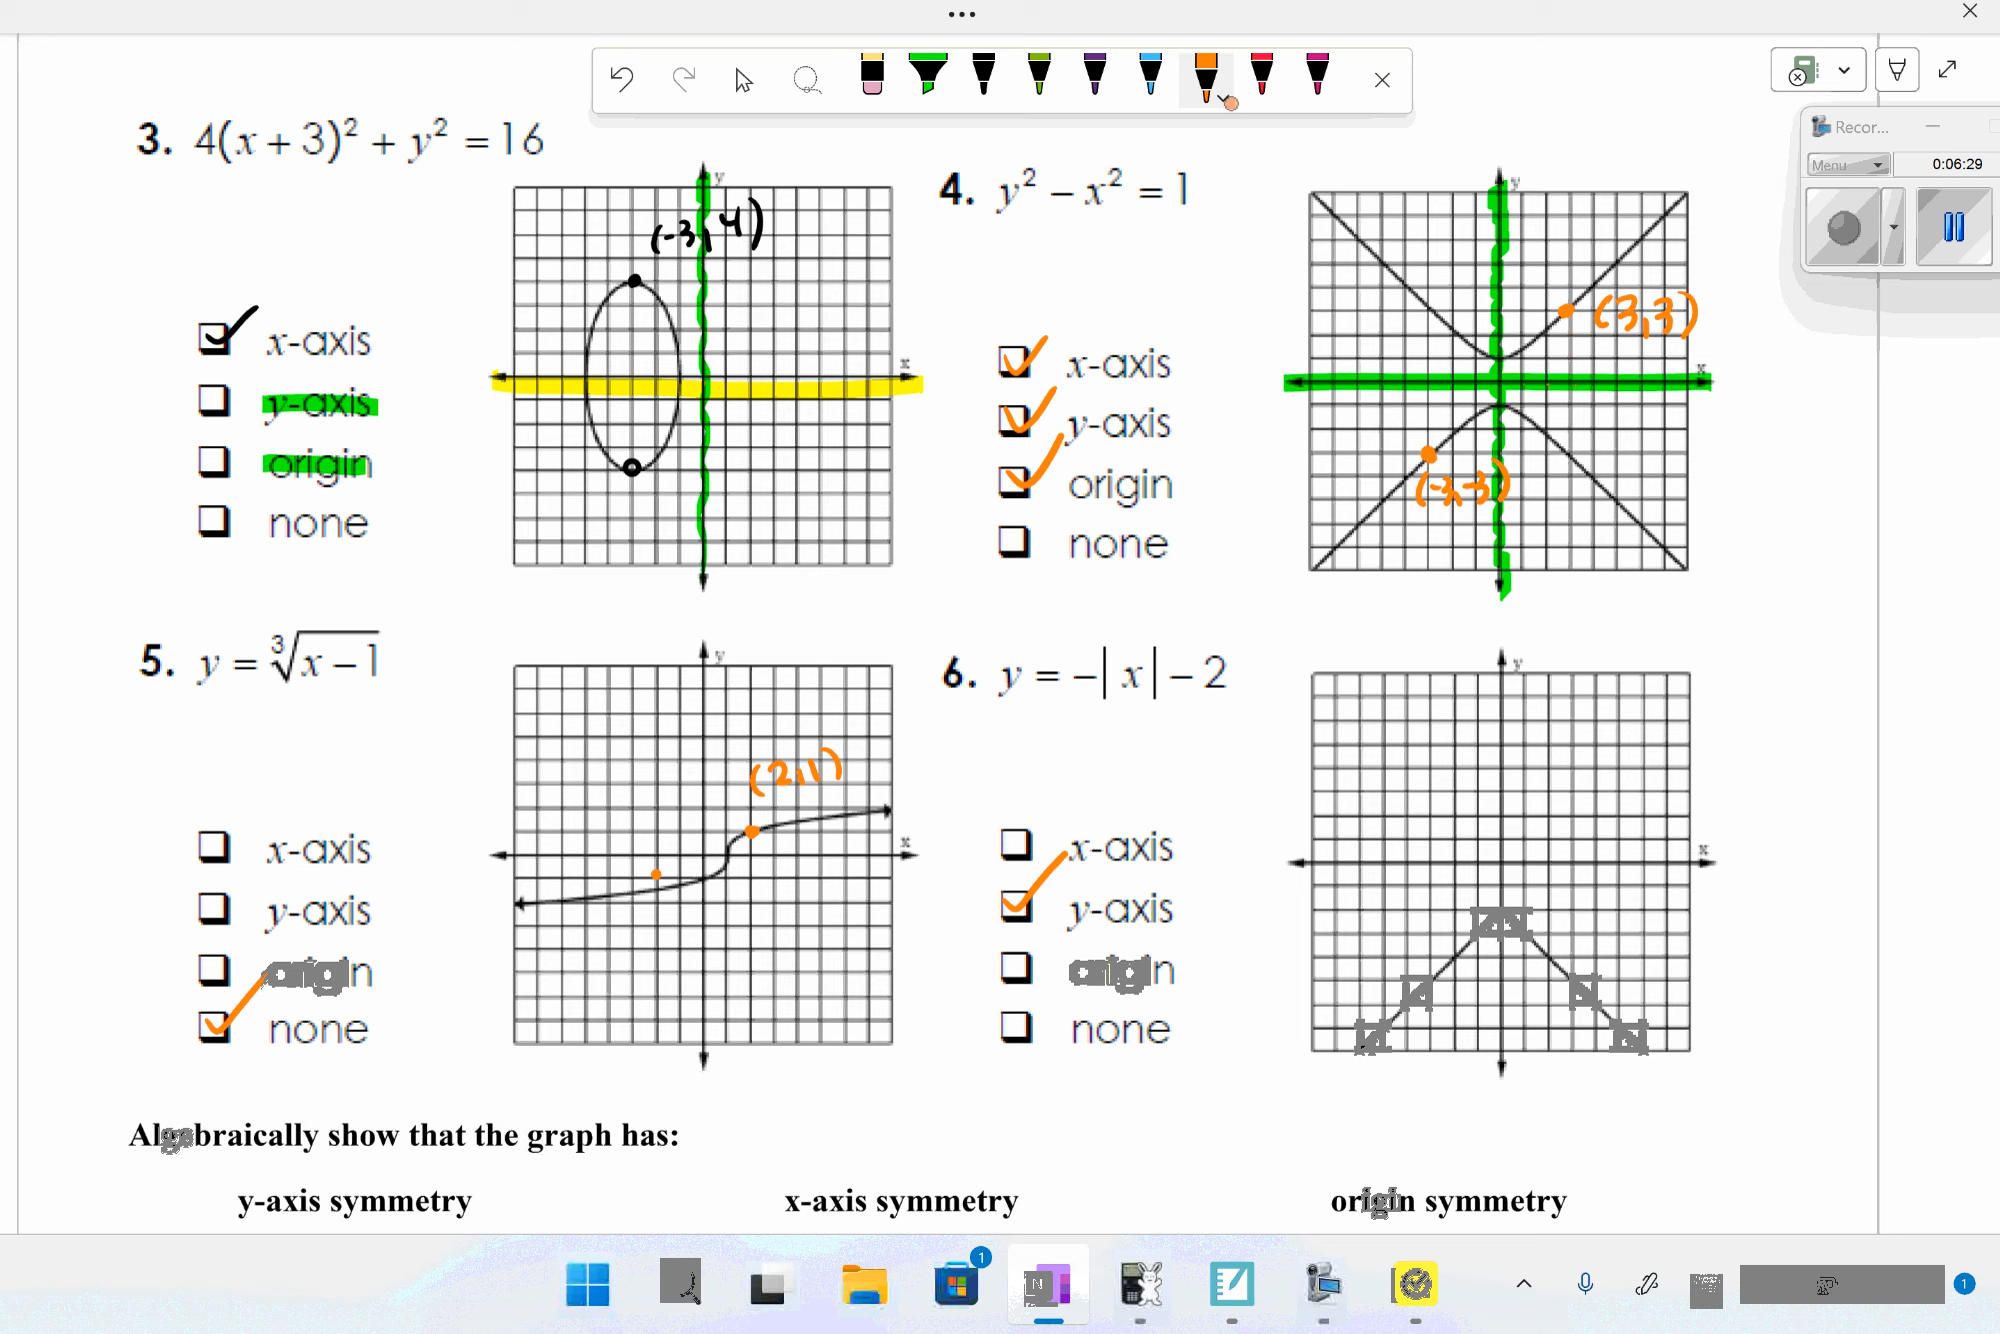 Recor...
Menu 0:06:29
3. 4(x + 3)² + y² = 16
y
(-3, 4)
x
x-axis
y-axis
origin
none
4. y² − x² = 1
y
(3,3)
x
(-3,-3)
x-axis
y-axis
origin
none
5. y = ∛(x − 1)
y
(2,1)
x
x-axis
y-axis
origin
none
6. y = −|x| − 2
y
x
x-axis
y-axis
origin
none
Algebraically show that the graph has:
y-axis symmetry x-axis symmetry origin symmetry
1
N
1